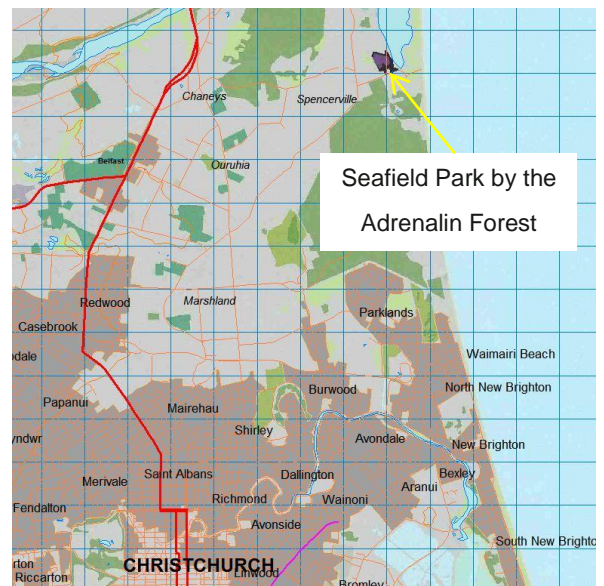 Chaneys
Spencerville
Belfast
Ouruhia
Seafield Park by the
Adrenalin Forest
Redwood
Marshland
Parklands
Casebrook
odale
Waimairi Beach
Papanui
Mairehau
Burwood
North New Brighton
Shirley
yndwr
Avondale
New Brighton
Merivale
Saint Albans
Dallington
Bexley
Aranui
Richmond
Wainoni
Fendalton
Avonside
South New Brighto
rton
CHRISTCHURCH
Linwood
Riccarton
Bromley